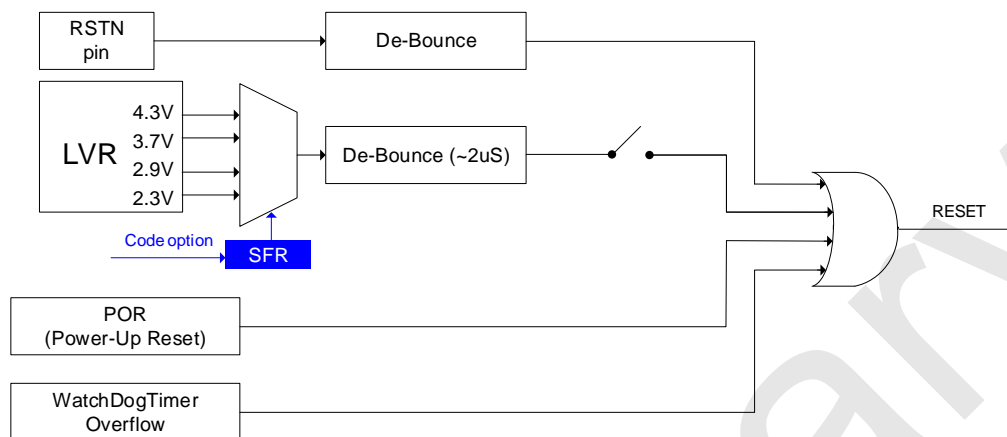 RSTN
pin
De-Bounce
4.3V
3.7V
LVR
2.9V
2.3V
De-Bounce (~2uS)
RESET
Code option
SFR
POR
(Power-Up Reset)
WatchDogTimer
Overflow